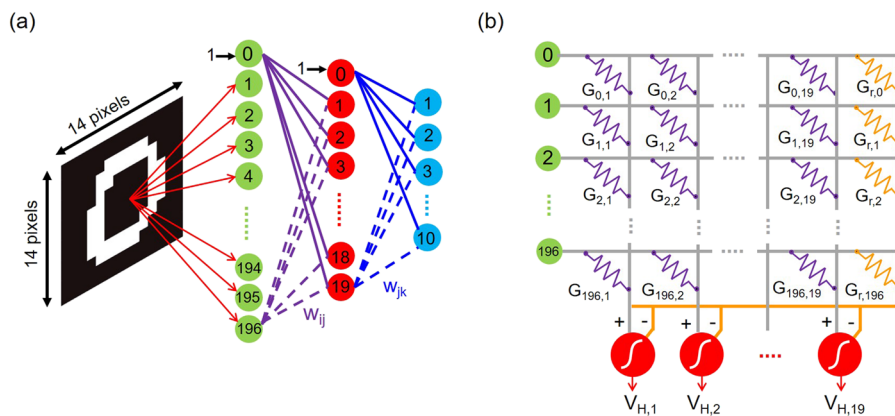 (a)
14 pixels
14 pixels
1
0
1
2
3
4
194
195
196
1
0
1
2
3
18
19
1
2
3
10
w_ij
w_jk
(b)
0
1
2
196
G_0,1 G_0,2 G_0,19 G_r,0
G_1,1 G_1,2 G_1,19 G_r,1
G_2,1 G_2,2 G_2,19 G_r,2
G_196,1 G_196,2 G_196,19 G_r,196
+ - + - + -
V_H,1 V_H,2 V_H,19